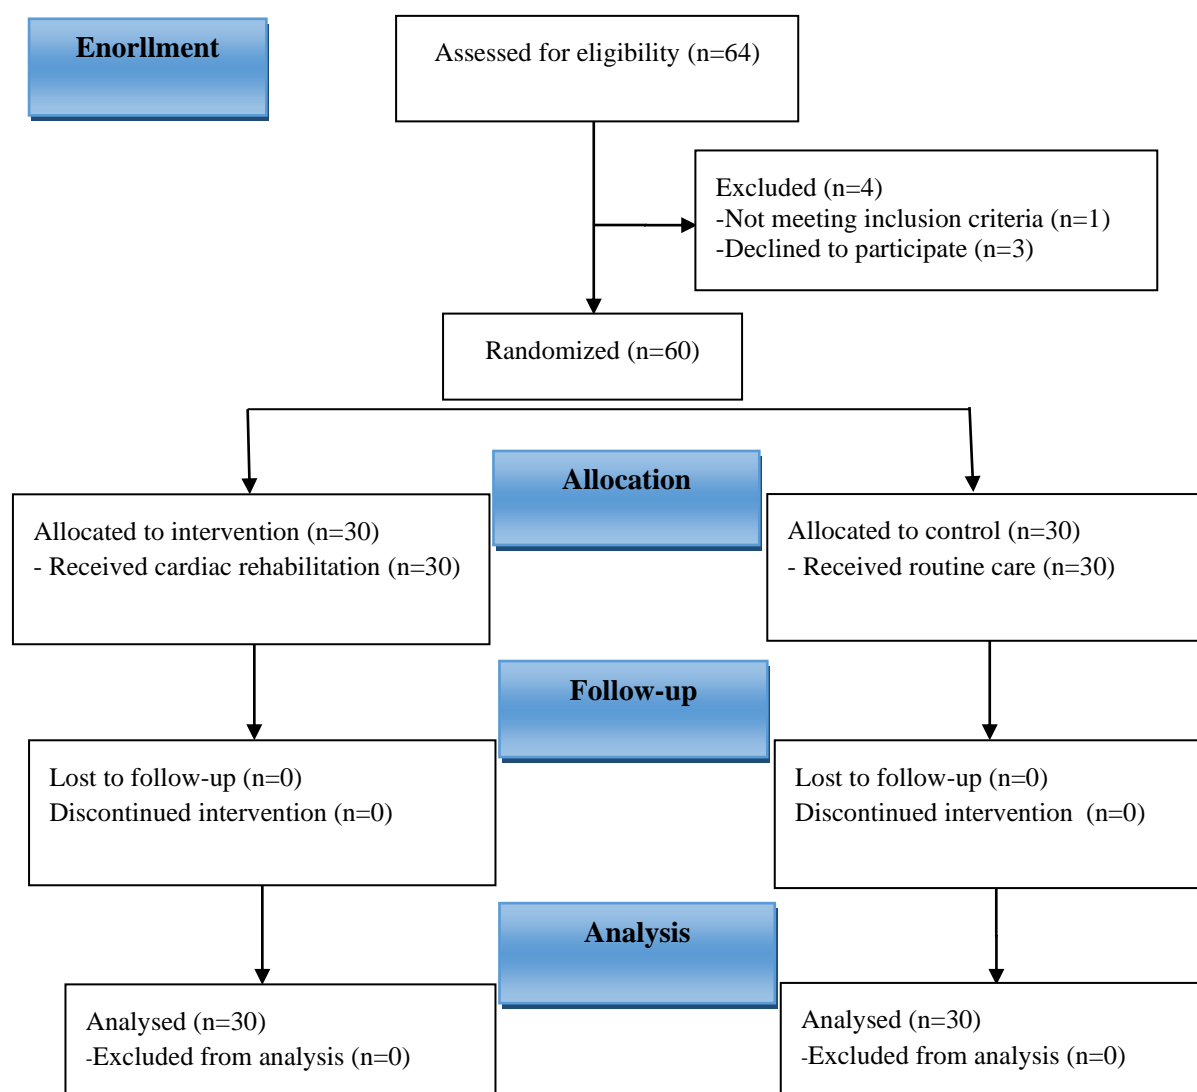 Enorllment
Assessed for eligibility (n=64)
Excluded (n=4)
-Not meeting inclusion criteria (n=1)
-Declined to participate (n=3)
Randomized (n=60)
Allocation
Allocated to intervention (n=30)
- Received cardiac rehabilitation (n=30)
Allocated to control (n=30)
- Received routine care (n=30)
Follow-up
Lost to follow-up (n=0)
Discontinued intervention (n=0)
Lost to follow-up (n=0)
Discontinued intervention  (n=0)
Analysis
Analysed (n=30)
-Excluded from analysis (n=0)
Analysed (n=30)
-Excluded from analysis (n=0)